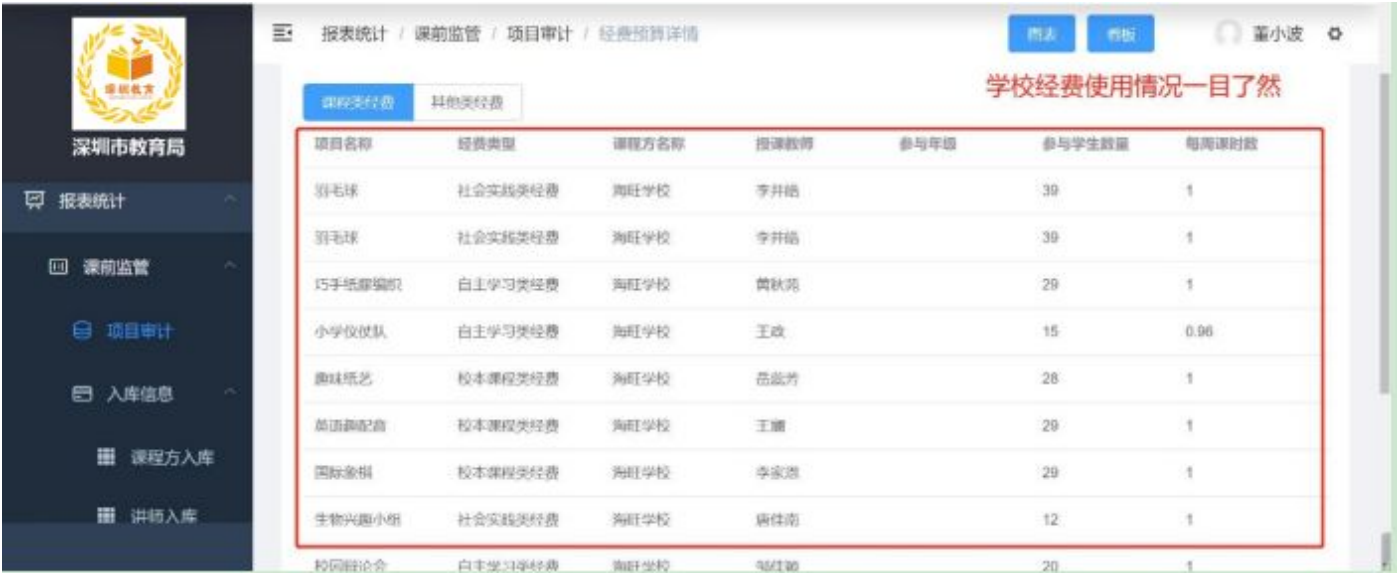 报表统计 / 课前监管 / 项目审计 / 经费预算详情 图表 看板 董小波
深圳教育
深圳市教育局
学校经费使用情况一目了然
报表统计
课前监管
项目审计
入库信息
课程方入库
讲师入库
课程类经费 其他类经费
项目名称 经费类型 课程方名称 授课教师 参与年级 参与学生数量 每周课时数
羽毛球 社会实践类经费 海旺学校 李井皓 39 1
羽毛球 社会实践类经费 海旺学校 李井皓 39 1
巧手纸藤编织 自主学习类经费 海旺学校 黄秋苑 29 1
小学仪仗队 自主学习类经费 海旺学校 王政 15 0.96
趣味纸艺 校本课程类经费 海旺学校 28 1
英语趣配音 校本课程类经费 海旺学校 29 1
国际象棋 校本课程类经费 海旺学校 29 1
生物兴趣小组 社会实践类经费 海旺学校 唐佳南 12 1
校园辩论会 自主学习类经费 海旺学校 20 1